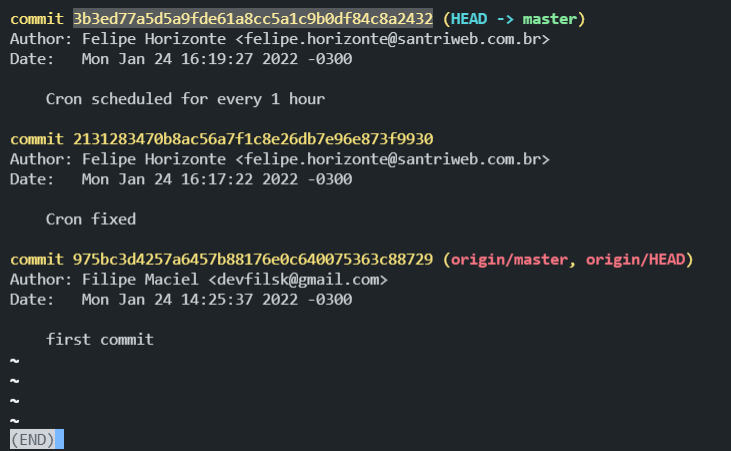 commit 3b3ed77a5d5a9fde61a8cc5a1c9b0df84c8a2432 (HEAD -> master)
Author: Felipe Horizonte <felipe.horizonte@santriweb.com.br>
Date:   Mon Jan 24 16:19:27 2022 -0300
    Cron scheduled for every 1 hour
commit 2131283470b8ac56a7f1c8e26db7e96e873f9930
Author: Felipe Horizonte <felipe.horizonte@santriweb.com.br>
Date:   Mon Jan 24 16:17:22 2022 -0300
    Cron fixed
commit 975bc3d4257a6457b88176e0c640075363c88729 (origin/master, origin/HEAD)
Author: Filipe Maciel <devfilsk@gmail.com>
Date:   Mon Jan 24 14:25:37 2022 -0300
    first commit
~
~
~
~
(END)